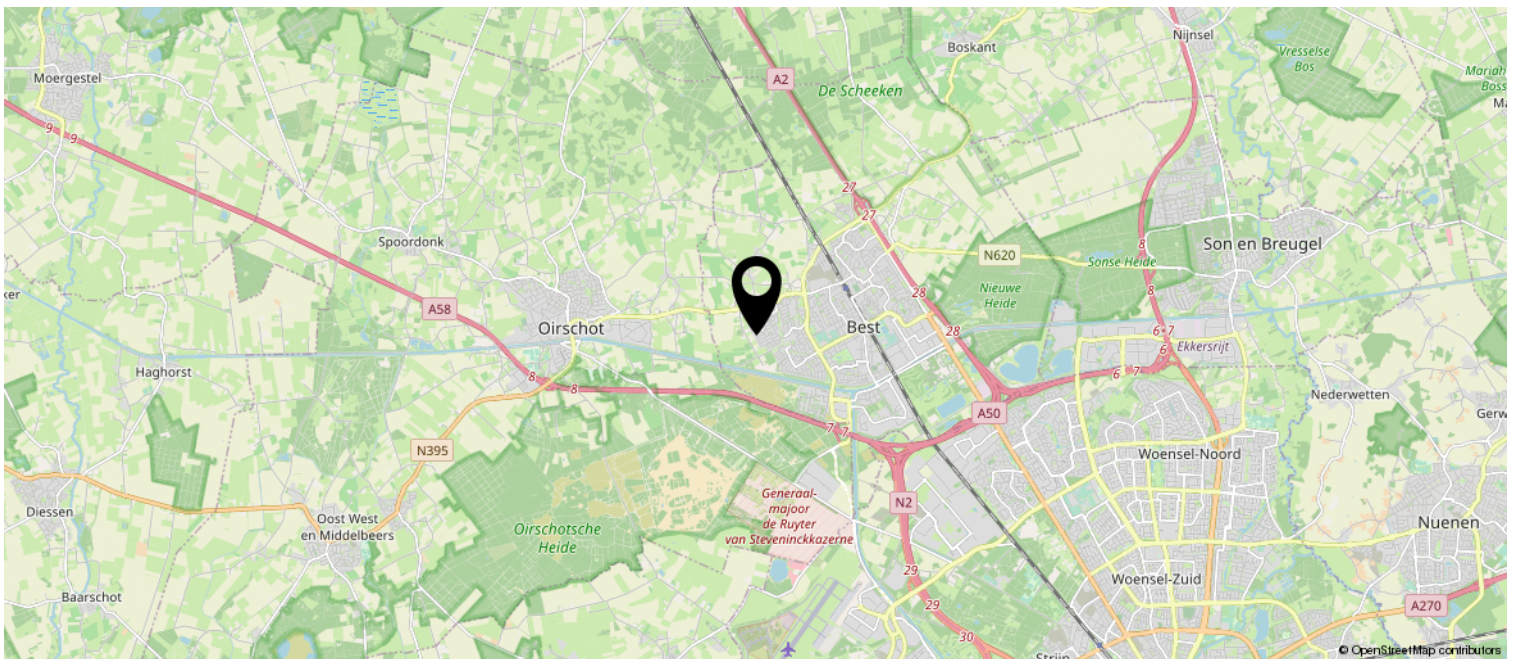 Nijnsel
Boskant
Vresselse
Bos
Moergestel
A2
De Scheeken
9
9
27
27
Spoordonk
8
Son en Breugel
N620
Sonse Heide
Nieuwe
Heide
28
8
A58
Oirschot
Best
28
6
7
6
Ekkersrijt
Haghorst
8
8
6
7
Nederwetten
A50
7
7
N395
Woensel-Noord
Generaal-
majoor
de Ruyter
van Steveninckkazerne
N2
Diessen
Oost West
en Middelbeers
Oirschotsche
Heide
Nuenen
29
Woensel-Zuid
Baarschot
29
A270
30
© OpenStreetMap contributors